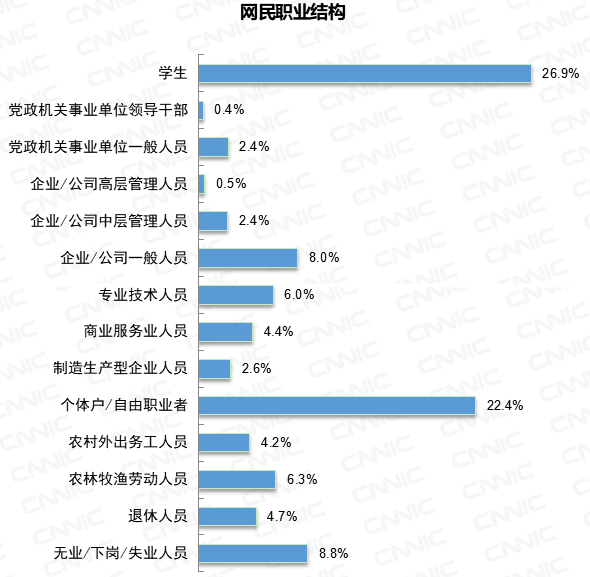 网民职业结构
学生 26.9%
党政机关事业单位领导干部 0.4%
党政机关事业单位一般人员 2.4%
企业/公司高层管理人员 0.5%
企业/公司中层管理人员 2.4%
企业/公司一般人员 8.0%
专业技术人员 6.0%
商业服务业人员 4.4%
制造生产型企业人员 2.6%
个体户/自由职业者 22.4%
农村外出务工人员 4.2%
农林牧渔劳动人员 6.3%
退休人员 4.7%
无业/下岗/失业人员 8.8%
CNNIC